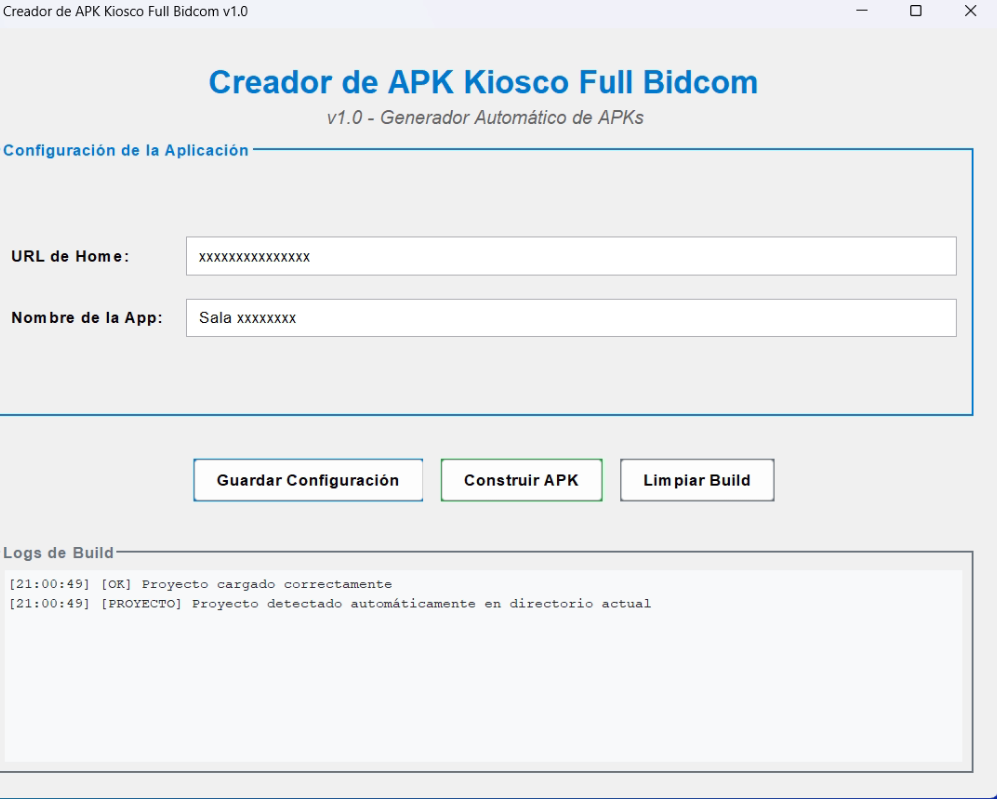 Creador de APK Kiosco Full Bidcom v1.0
Creador de APK Kiosco Full Bidcom
v1.0 - Generador Automático de APKs
Configuración de la Aplicación
URL de Home: xxxxxxxxxxxxxxx
Nombre de la App: Sala xxxxxxxx
Guardar Configuración Construir APK Limpiar Build
Logs de Build
[21:00:49] [OK] Proyecto cargado correctamente
[21:00:49] [PROYECTO] Proyecto detectado automáticamente en directorio actual